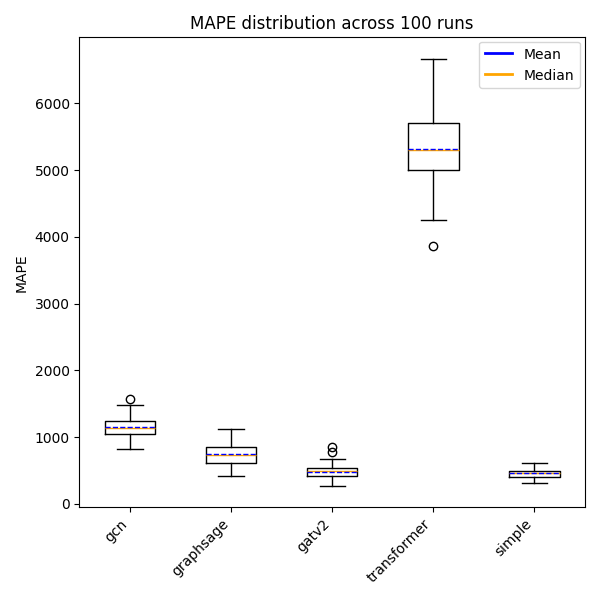 MAPE distribution across 100 runs
Mean
Median
MAPE
6000
5000
4000
3000
2000
1000
0
gcn
graphsage
gatv2
transformer
simple